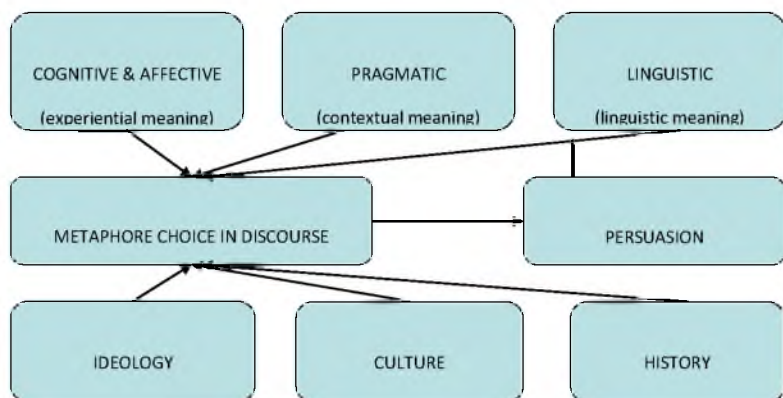 COGNITIVE & AFFECTIVE
(experiential meaning)
PRAGMATIC
(contextual meaning)
LINGUISTIC
(linguistic meaning)
METAPHORE CHOICE IN DISCOURSE
PERSUASION
IDEOLOGY
CULTURE
HISTORY